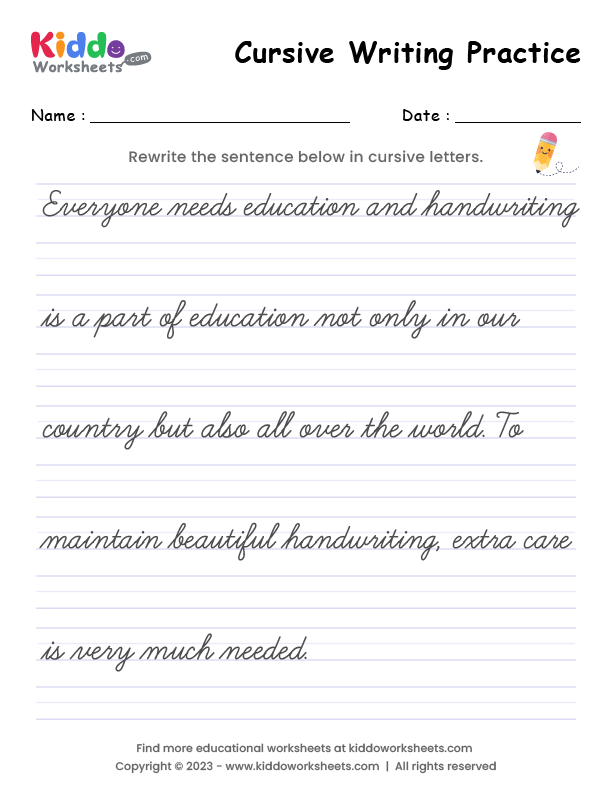 Kiddo
Worksheets.com
Cursive Writing Practice
Name : Date :
Rewrite the sentence below in cursive letters.
Everyone needs education and handwriting
is a part of education not only in our
country but also all over the world. To
maintain beautiful handwriting, extra care
is very much needed.
Find more educational worksheets at kiddoworksheets.com
Copyright © 2023 - www.kiddoworksheets.com | All rights reserved